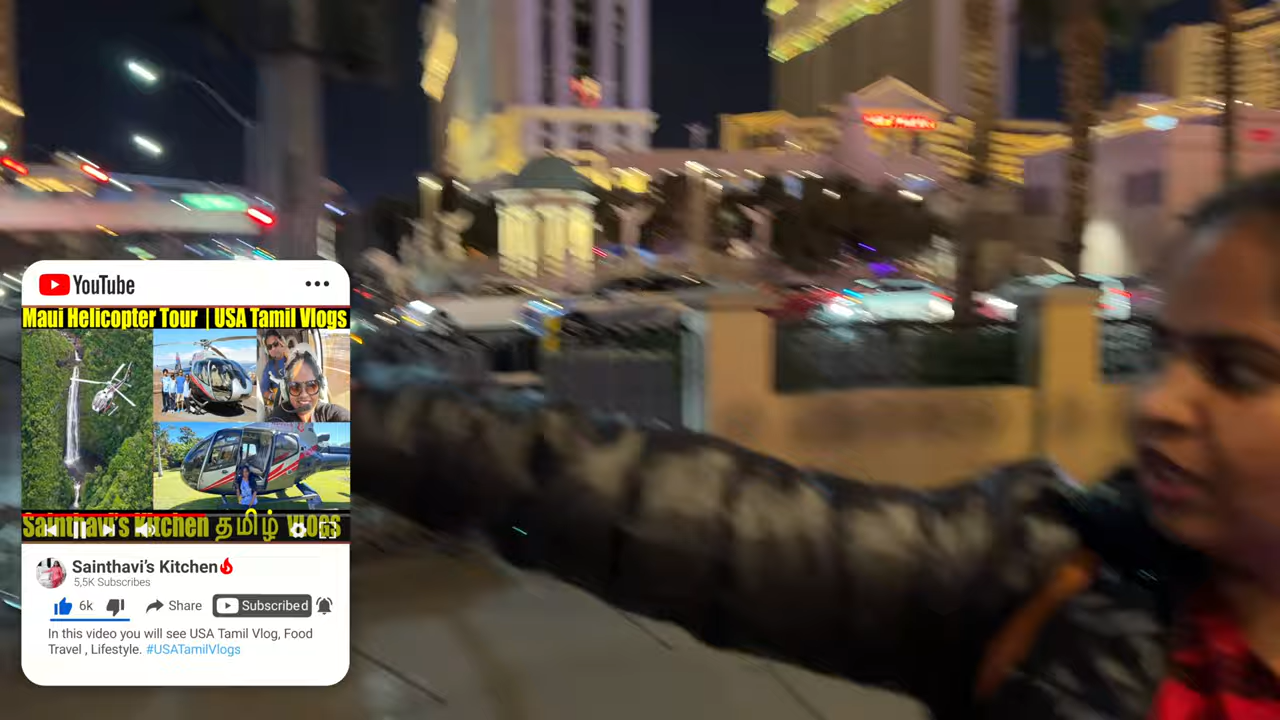 YouTube
Maui Helicopter Tour | USA Tamil Vlogs
Sainthavi's Kitchen தமிழ் Vlogs
Sainthavi's Kitchen
5,5K Subscribes
6k
Share
Subscribed
In this video you will see USA Tamil Vlog, Food
Travel , Lifestyle. #USATamilVlogs